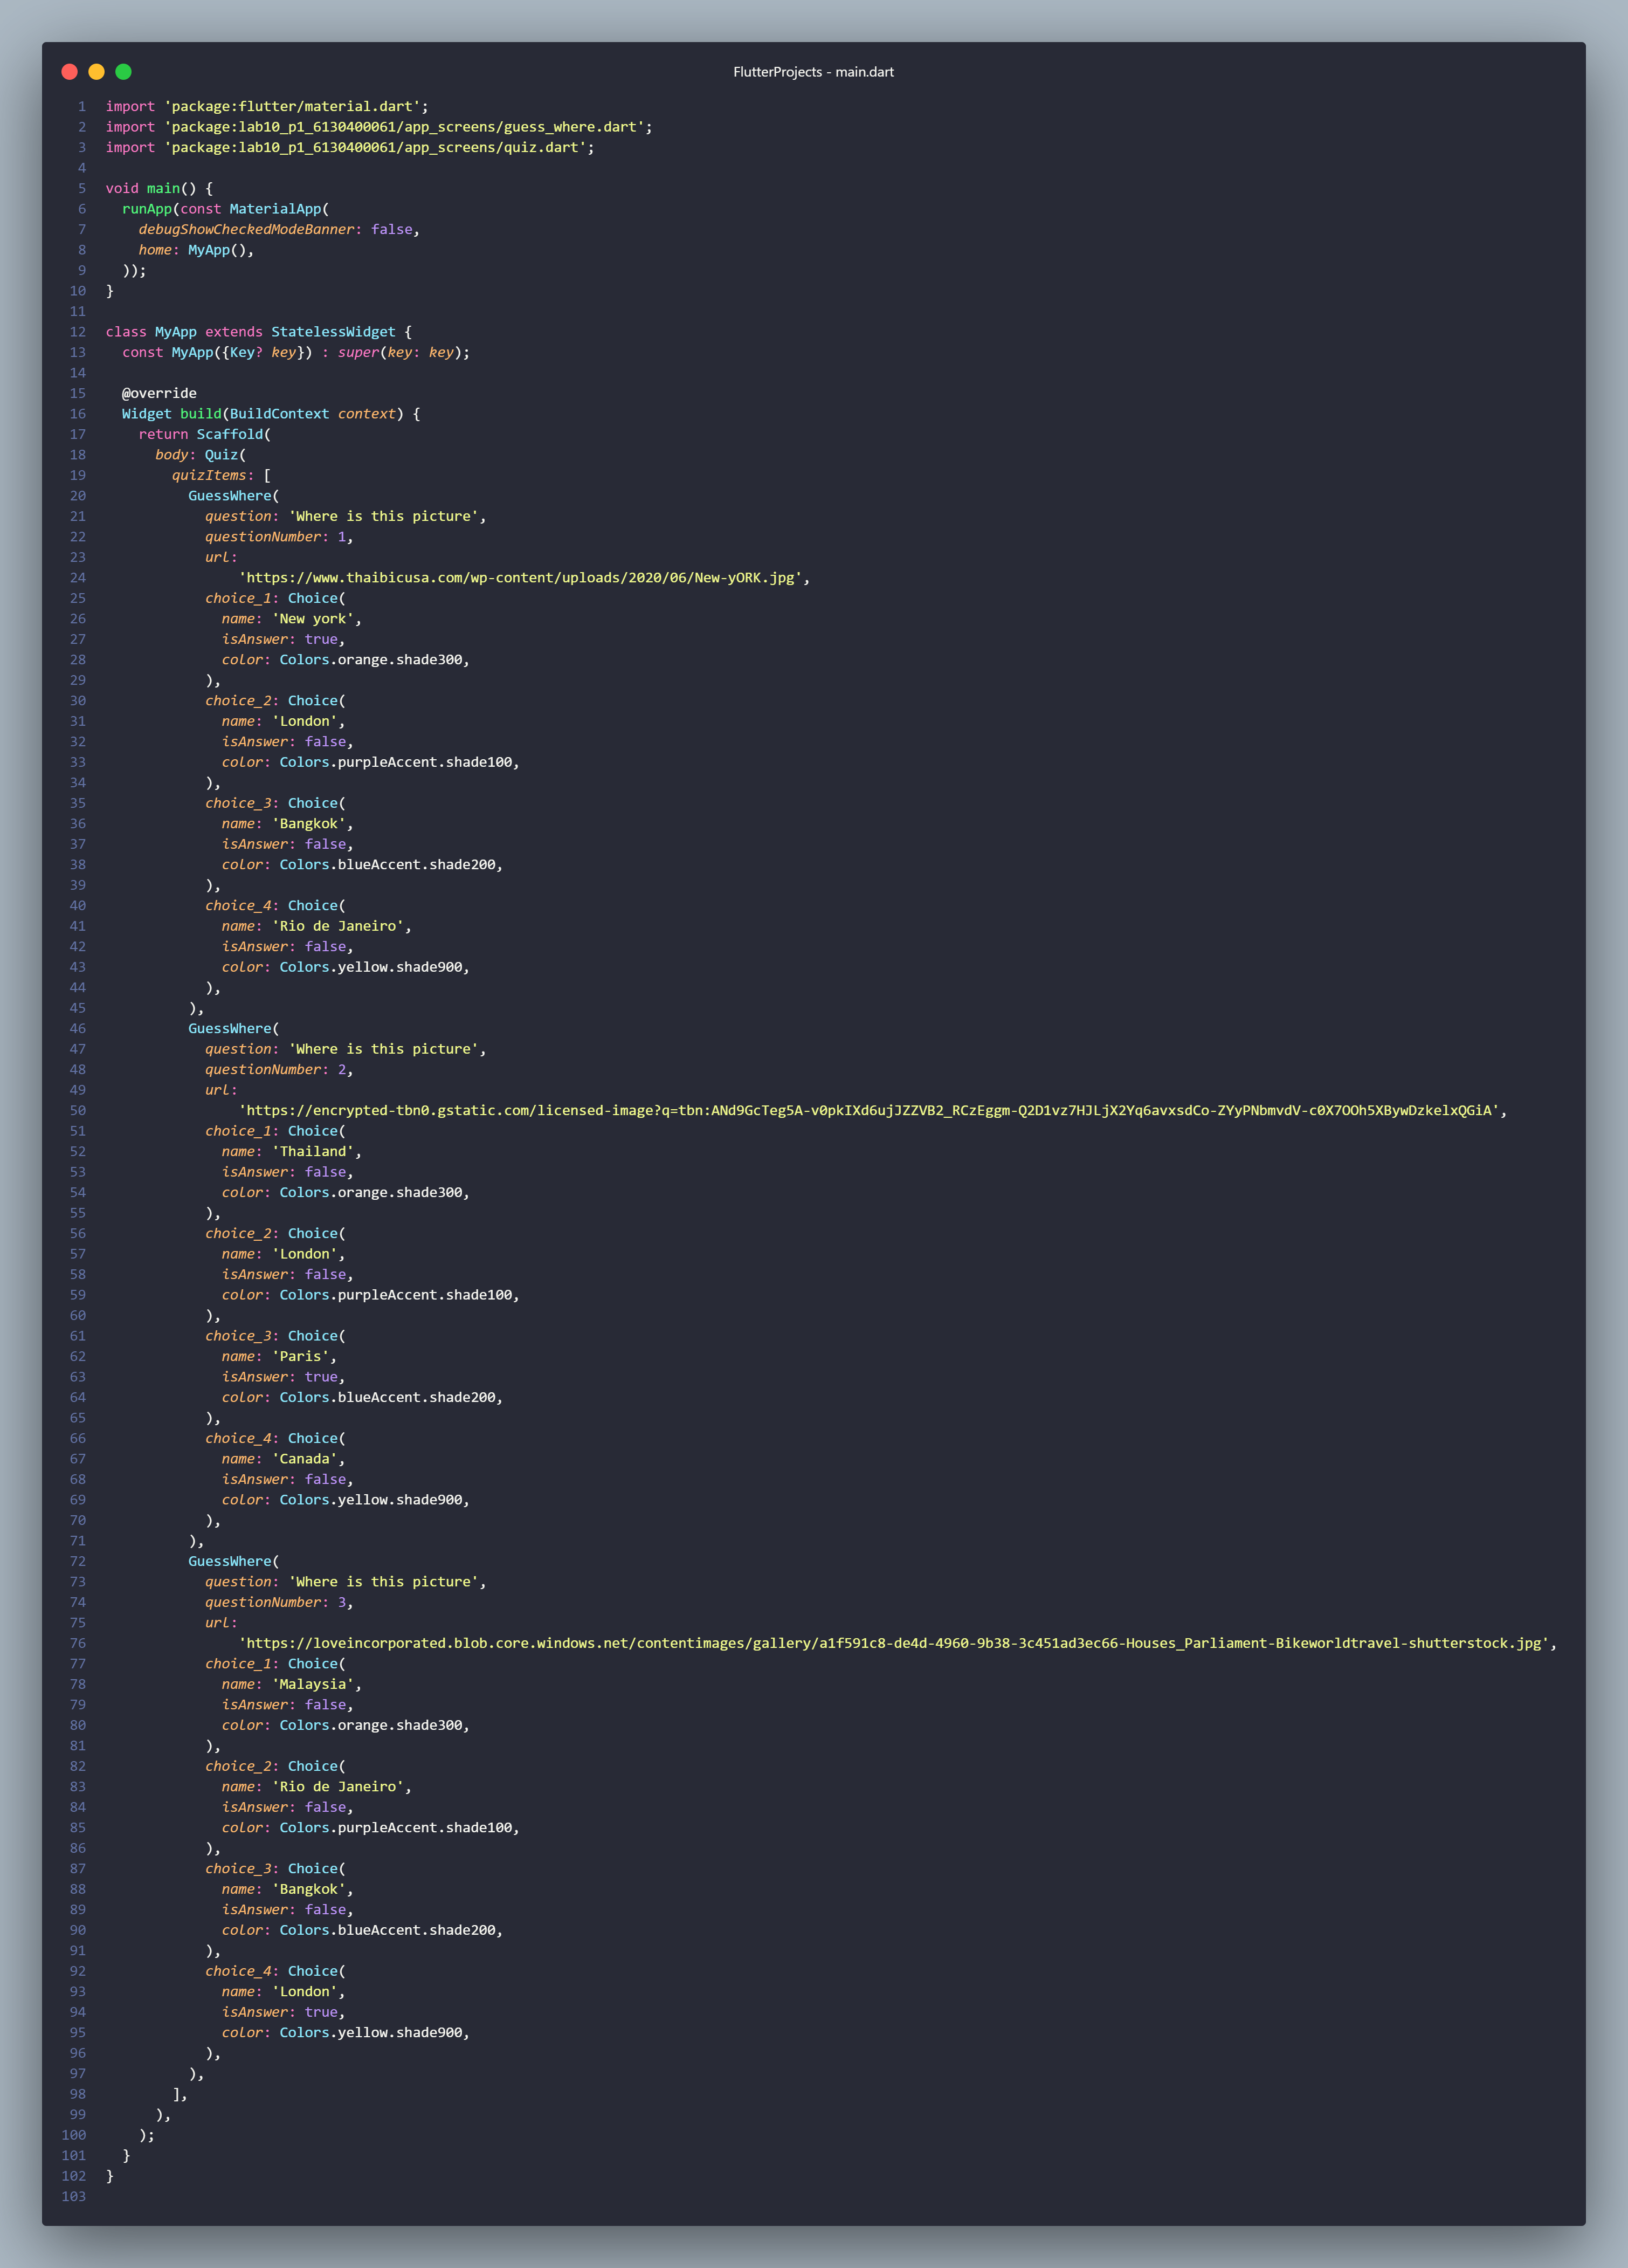 FlutterProjects - main.dart
1 import 'package:flutter/material.dart';
2 import 'package:lab10_p1_6130400061/app_screens/guess_where.dart';
3 import 'package:lab10_p1_6130400061/app_screens/quiz.dart';
4
5 void main() {
6   runApp(const MaterialApp(
7     debugShowCheckedModeBanner: false,
8     home: MyApp(),
9   ));
10 }
11
12 class MyApp extends StatelessWidget {
13   const MyApp({Key? key}) : super(key: key);
14
15   @override
16   Widget build(BuildContext context) {
17     return Scaffold(
18       body: Quiz(
19         quizItems: [
20           GuessWhere(
21             question: 'Where is this picture',
22             questionNumber: 1,
23             url:
24                 'https://www.thaibicusa.com/wp-content/uploads/2020/06/New-yORK.jpg',
25             choice_1: Choice(
26               name: 'New york',
27               isAnswer: true,
28               color: Colors.orange.shade300,
29             ),
30             choice_2: Choice(
31               name: 'London',
32               isAnswer: false,
33               color: Colors.purpleAccent.shade100,
34             ),
35             choice_3: Choice(
36               name: 'Bangkok',
37               isAnswer: false,
38               color: Colors.blueAccent.shade200,
39             ),
40             choice_4: Choice(
41               name: 'Rio de Janeiro',
42               isAnswer: false,
43               color: Colors.yellow.shade900,
44             ),
45           ),
46           GuessWhere(
47             question: 'Where is this picture',
48             questionNumber: 2,
49             url:
50                 'https://encrypted-tbn0.gstatic.com/licensed-image?q=tbn:ANd9GcTeg5A-v0pkIXd6ujJZZVB2_RCzEggm-Q2D1vz7HJLjX2Yq6avxsdCo-ZYyPNbmvdV-c0X7OOh5XBywDzkelxQGiA',
51             choice_1: Choice(
52               name: 'Thailand',
53               isAnswer: false,
54               color: Colors.orange.shade300,
55             ),
56             choice_2: Choice(
57               name: 'London',
58               isAnswer: false,
59               color: Colors.purpleAccent.shade100,
60             ),
61             choice_3: Choice(
62               name: 'Paris',
63               isAnswer: true,
64               color: Colors.blueAccent.shade200,
65             ),
66             choice_4: Choice(
67               name: 'Canada',
68               isAnswer: false,
69               color: Colors.yellow.shade900,
70             ),
71           ),
72           GuessWhere(
73             question: 'Where is this picture',
74             questionNumber: 3,
75             url:
76                 'https://loveincorporated.blob.core.windows.net/contentimages/gallery/a1f591c8-de4d-4960-9b38-3c451ad3ec66-Houses_Parliament-Bikeworldtravel-shutterstock.jpg',
77             choice_1: Choice(
78               name: 'Malaysia',
79               isAnswer: false,
80               color: Colors.orange.shade300,
81             ),
82             choice_2: Choice(
83               name: 'Rio de Janeiro',
84               isAnswer: false,
85               color: Colors.purpleAccent.shade100,
86             ),
87             choice_3: Choice(
88               name: 'Bangkok',
89               isAnswer: false,
90               color: Colors.blueAccent.shade200,
91             ),
92             choice_4: Choice(
93               name: 'London',
94               isAnswer: true,
95               color: Colors.yellow.shade900,
96             ),
97           ),
98         ],
99       ),
100     );
101   }
102 }
103